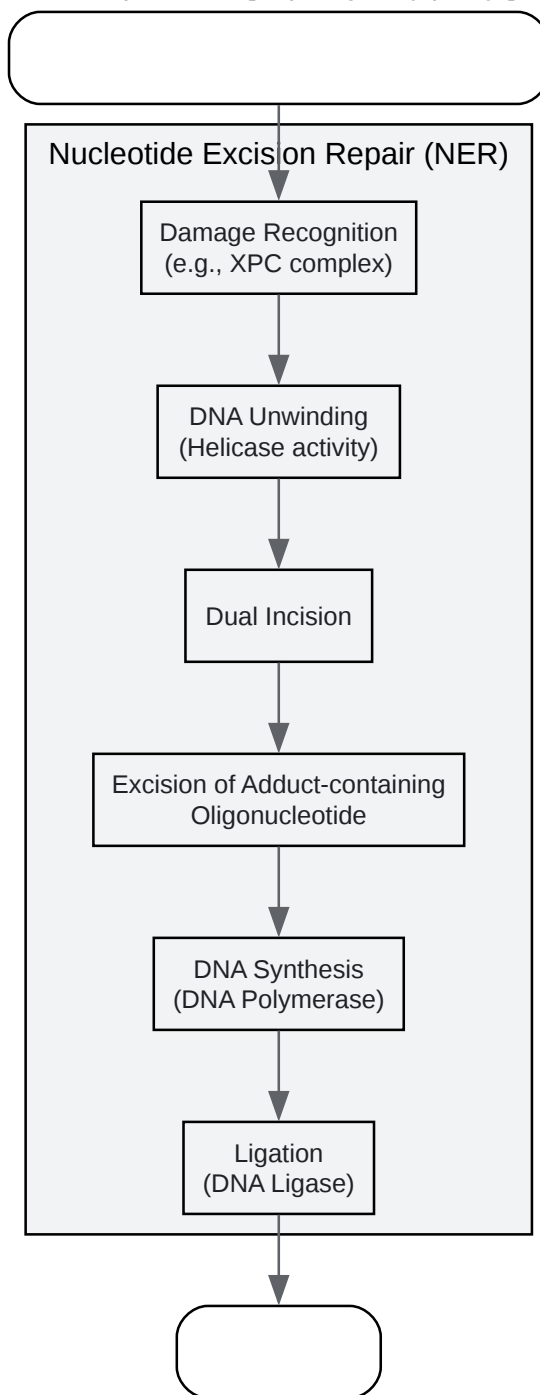 Nucleotide Excision Repair (NER)
Damage Recognition
(e.g., XPC complex)
DNA Unwinding
(Helicase activity)
Dual Incision
Excision of Adduct-containing
Oligonucleotide
DNA Synthesis
(DNA Polymerase)
Ligation
(DNA Ligase)